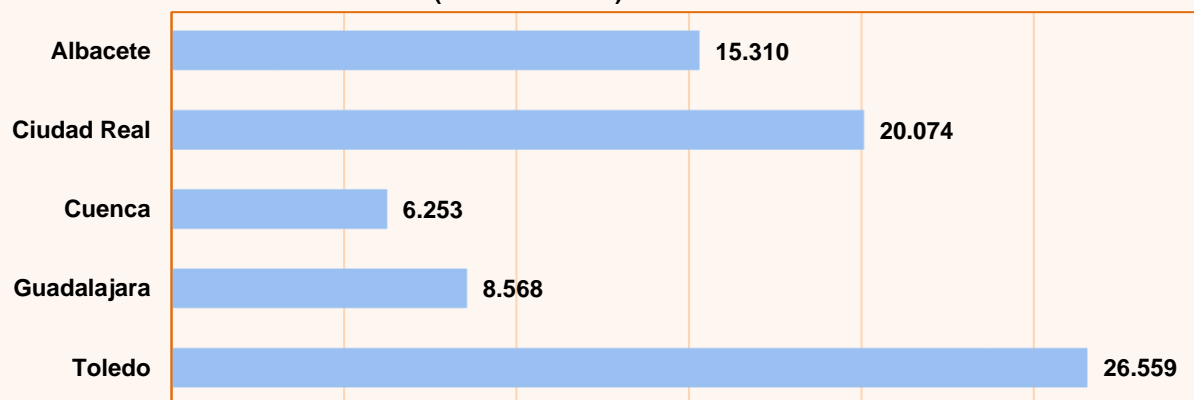 Albacete 15.310
Ciudad Real 20.074
Cuenca 6.253
Guadalajara 8.568
Toledo 26.559